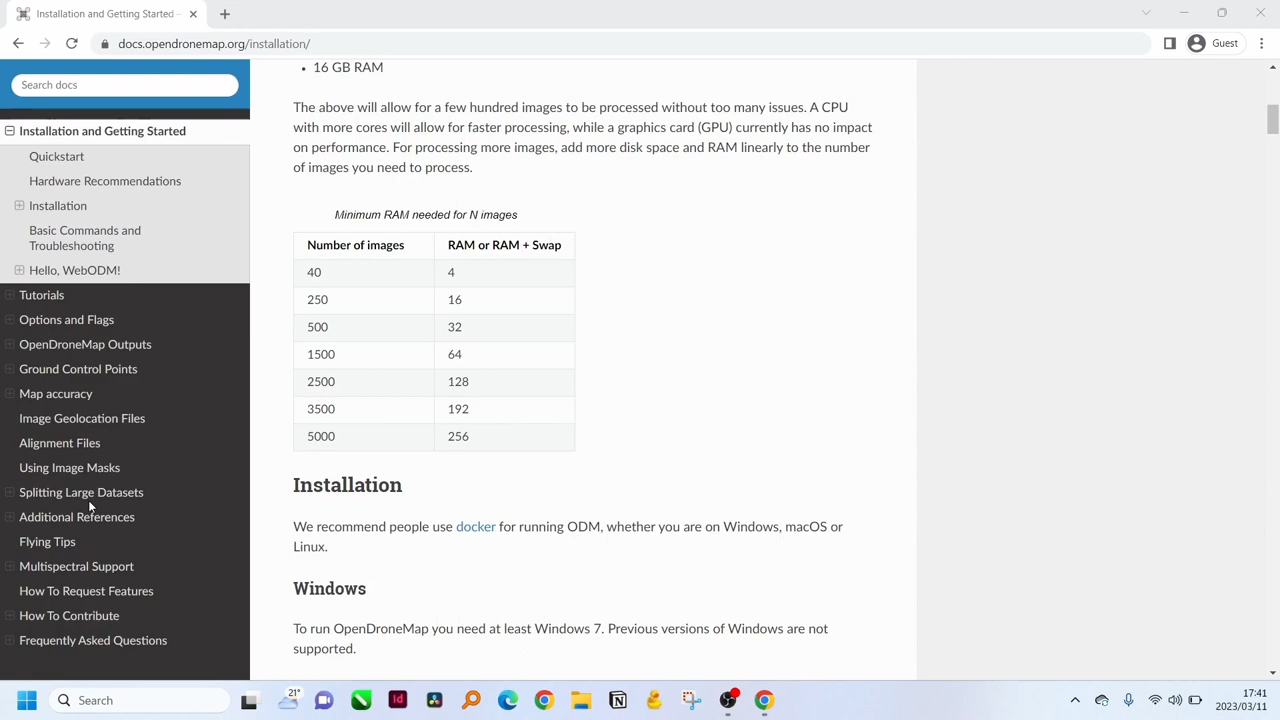 Installation and Getting Started -
docs.opendronemap.org/installation/
Guest
Search docs
Installation and Getting Started
Quickstart
Hardware Recommendations
Installation
Basic Commands and
Troubleshooting
Hello, WebODM!
Tutorials
Options and Flags
OpenDroneMap Outputs
Ground Control Points
Map accuracy
Image Geolocation Files
Alignment Files
Using Image Masks
Splitting Large Datasets
Additional References
Flying Tips
Multispectral Support
How To Request Features
How To Contribute
Frequently Asked Questions
• 16 GB RAM
The above will allow for a few hundred images to be processed without too many issues. A CPU
with more cores will allow for faster processing, while a graphics card (GPU) currently has no impact
on performance. For processing more images, add more disk space and RAM linearly to the number
of images you need to process.
Minimum RAM needed for N images
Number of images RAM or RAM + Swap
40 4
250 16
500 32
1500 64
2500 128
3500 192
5000 256
Installation
We recommend people use docker for running ODM, whether you are on Windows, macOS or
Linux.
Windows
To run OpenDroneMap you need at least Windows 7. Previous versions of Windows are not
supported.
Search
21°
Id
N
17:41
2023/03/11